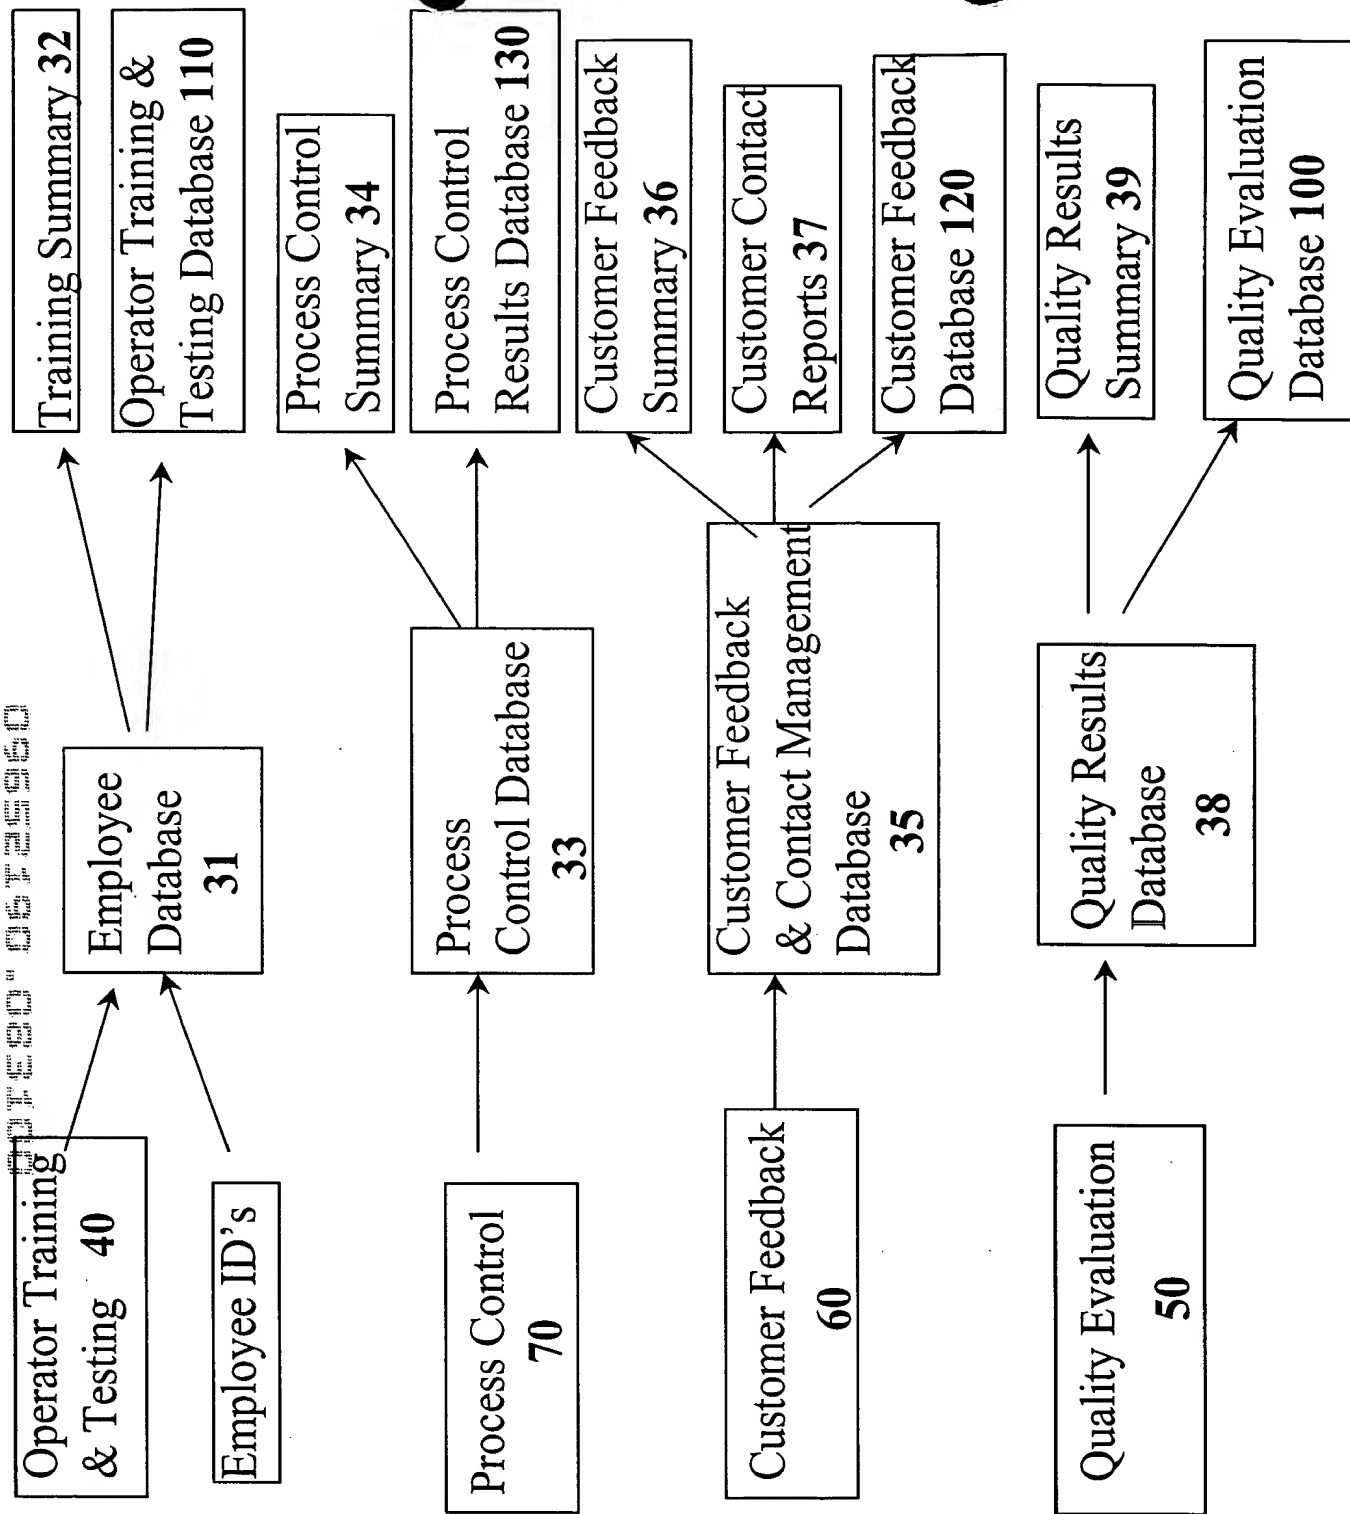 Operator Training
& Testing 40
Employee ID's
Employee
Database
31
Training Summary 32
Operator Training &
Testing Database 110
Process Control
70
Process
Control Database
33
Process Control
Summary 34
Process Control
Results Database 130
Customer Feedback
60
Customer Feedback
& Contact Management
Database
35
Customer Feedback
Summary 36
Customer Contact
Reports 37
Customer Feedback
Database 120
Quality Evaluation
50
Quality Results
Database
38
Quality Results
Summary 39
Quality Evaluation
Database 100